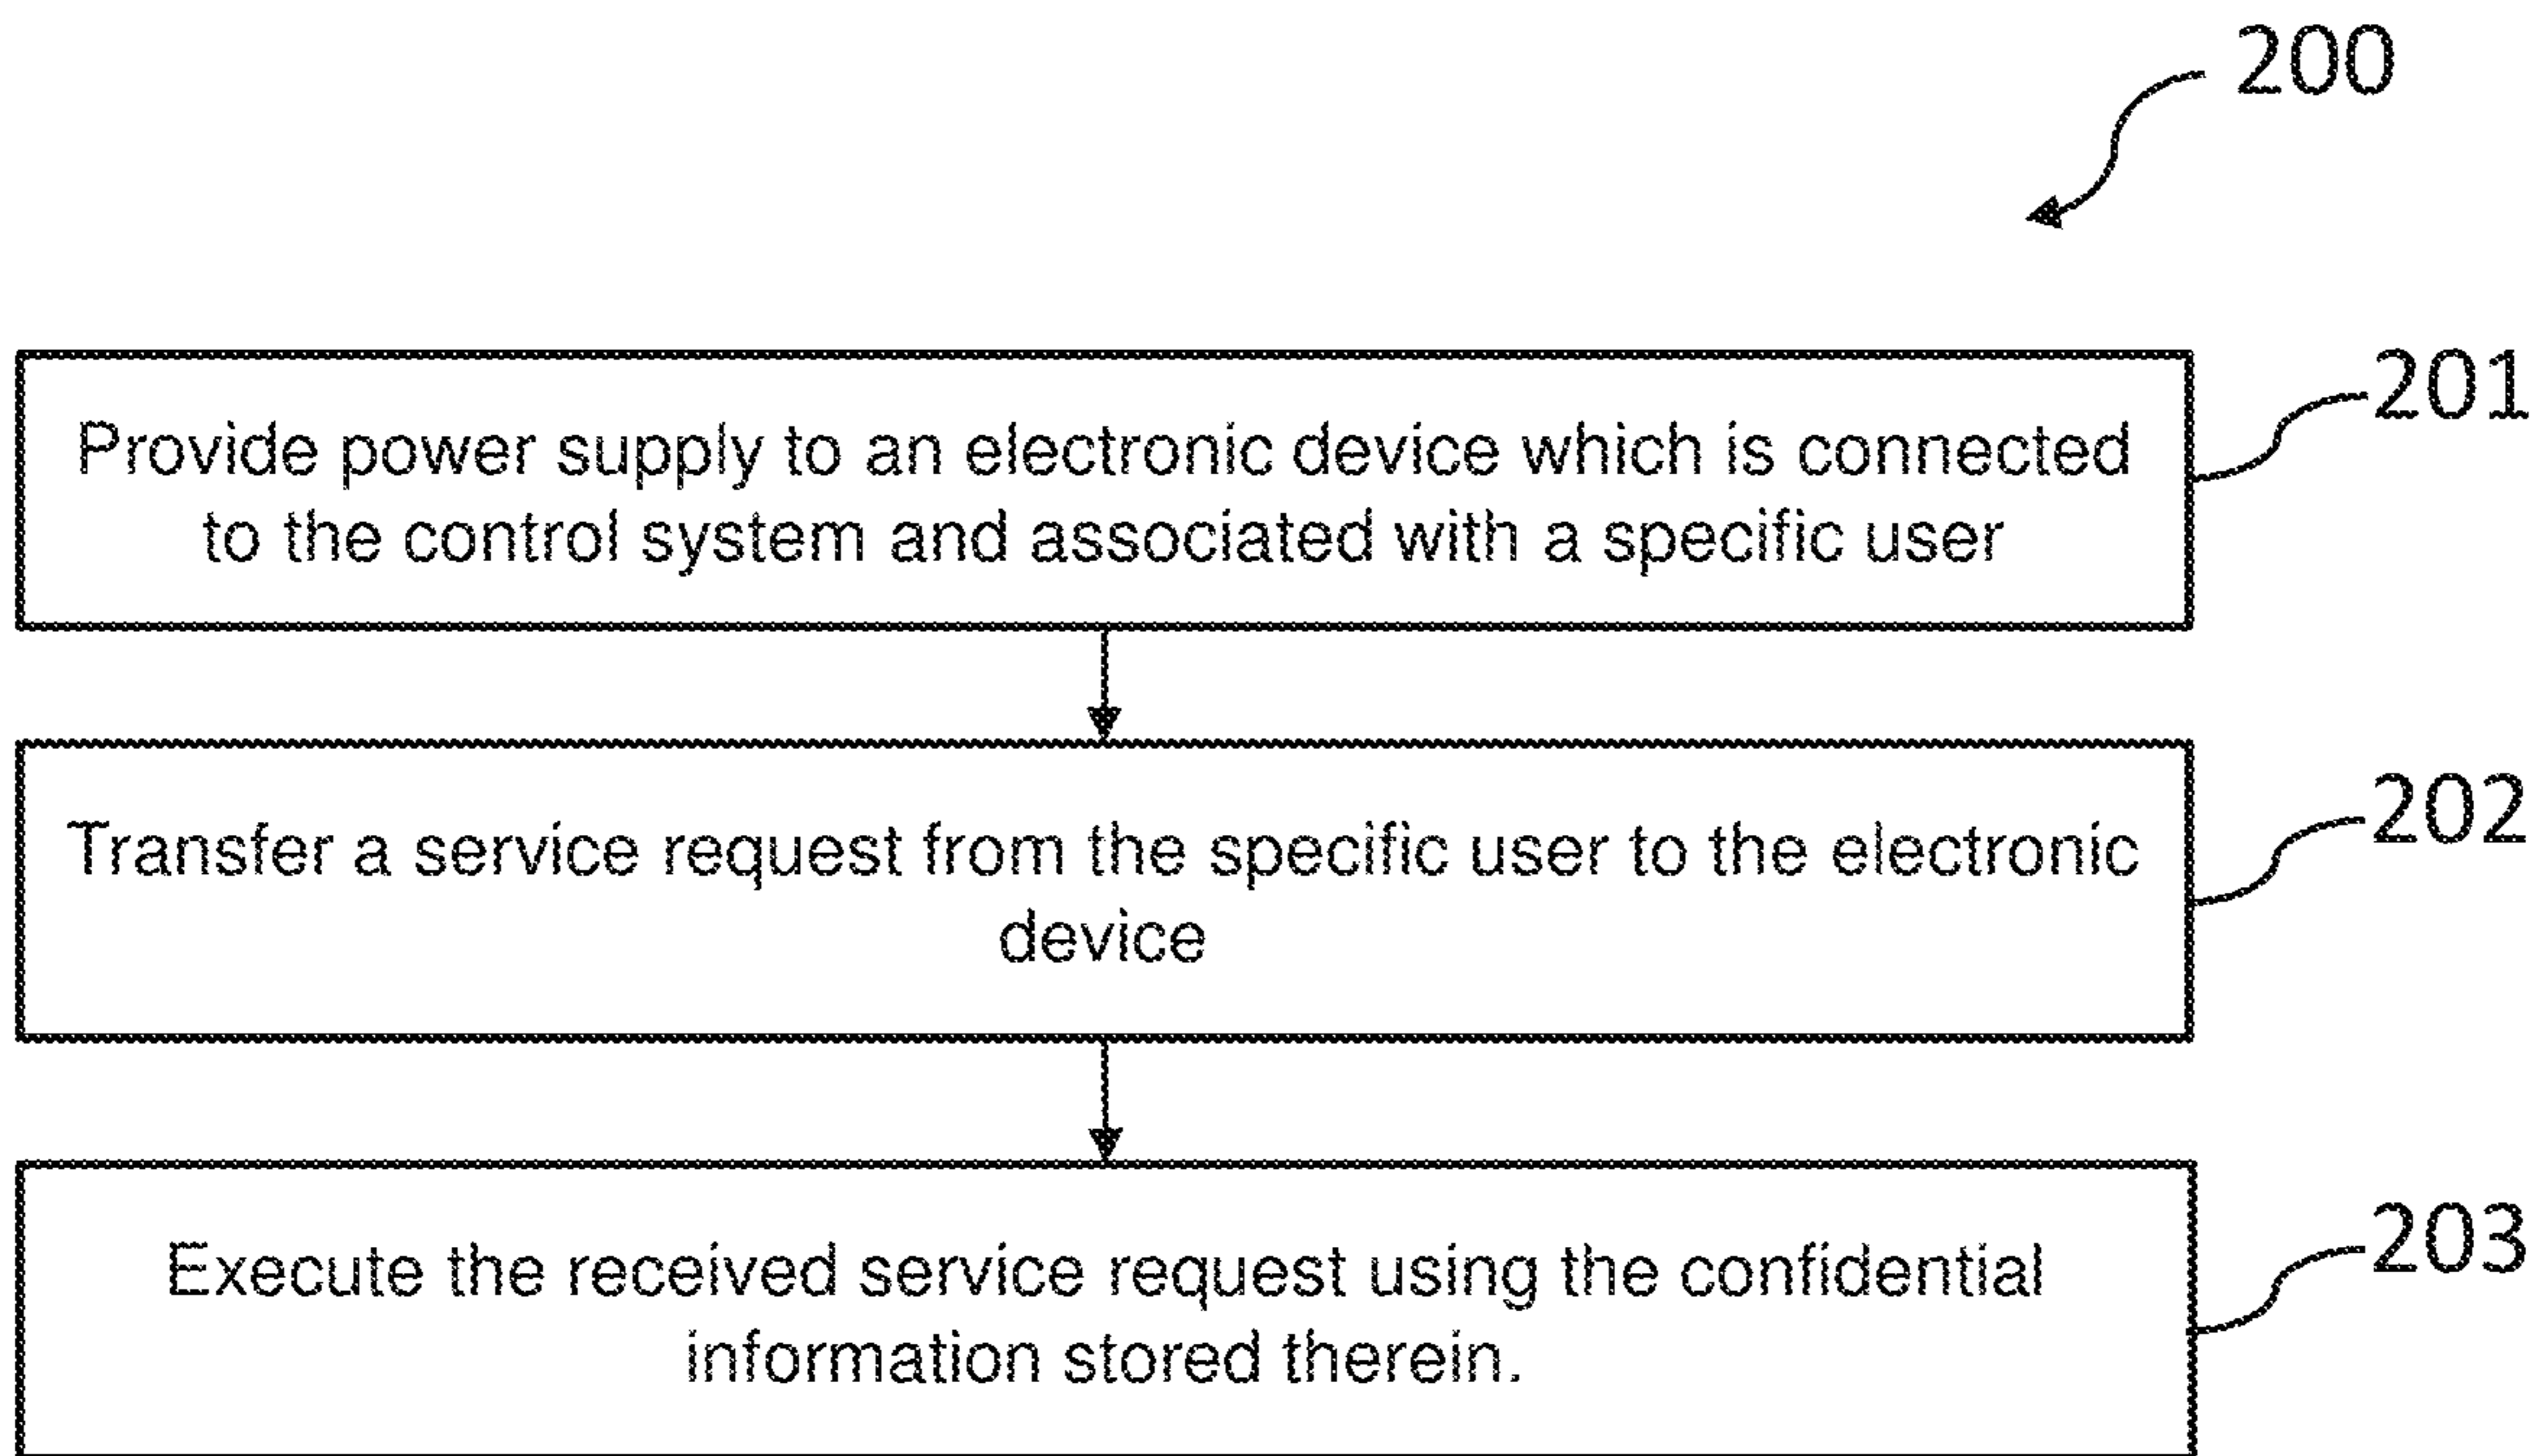 200
201
Provide power supply to an electronic device which is connected
to the control system and associated with a specific user
202
Transfer a service request from the specific user to the electronic
device
203
Execute the received service request using the confidential
information stored therein.